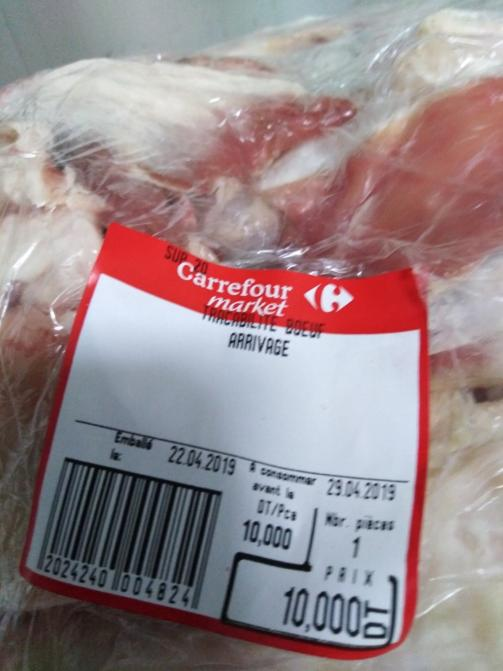 SUP 20
Carrefour
market
TRACABILITE BOEUF
ARRIVAGE
Emballé le: 22.04.2019
A consommer avant le 29.04.2019
DT/Pce
10,000
Nbr. pièces
1
PRIX
10,000 DT
2024240 004824